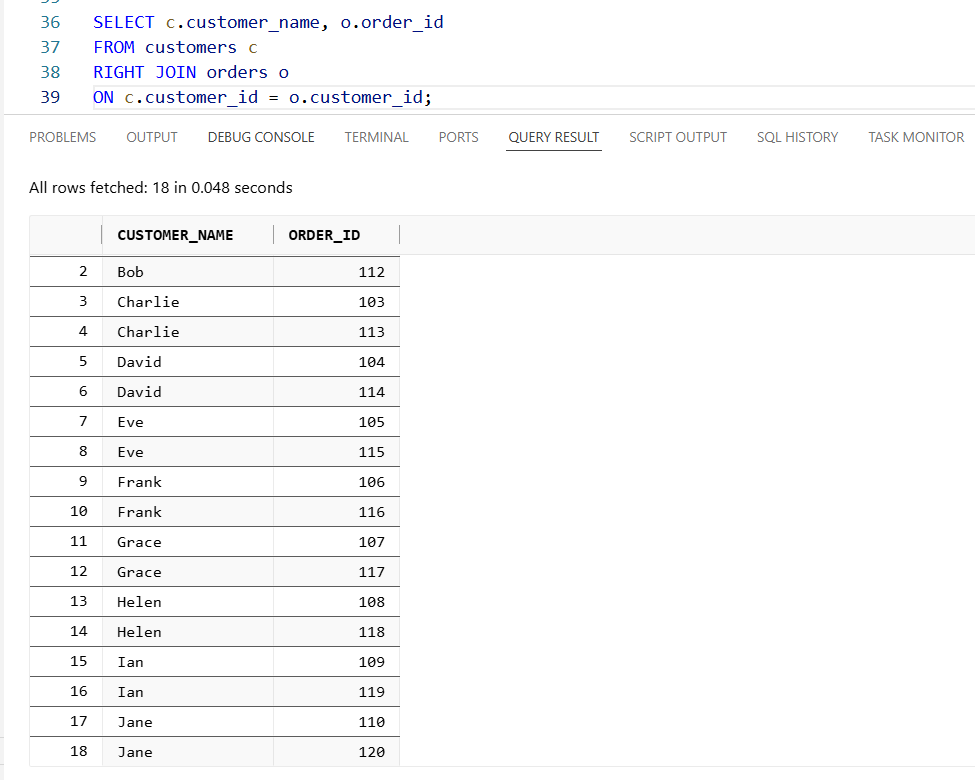 36 SELECT c.customer_name, o.order_id
37 FROM customers c
38 RIGHT JOIN orders o
39 ON c.customer_id = o.customer_id;
PROBLEMS OUTPUT DEBUG CONSOLE TERMINAL PORTS QUERY RESULT SCRIPT OUTPUT SQL HISTORY TASK MONITOR
All rows fetched: 18 in 0.048 seconds
CUSTOMER_NAME ORDER_ID
2 Bob 112
3 Charlie 103
4 Charlie 113
5 David 104
6 David 114
7 Eve 105
8 Eve 115
9 Frank 106
10 Frank 116
11 Grace 107
12 Grace 117
13 Helen 108
14 Helen 118
15 Ian 109
16 Ian 119
17 Jane 110
18 Jane 120